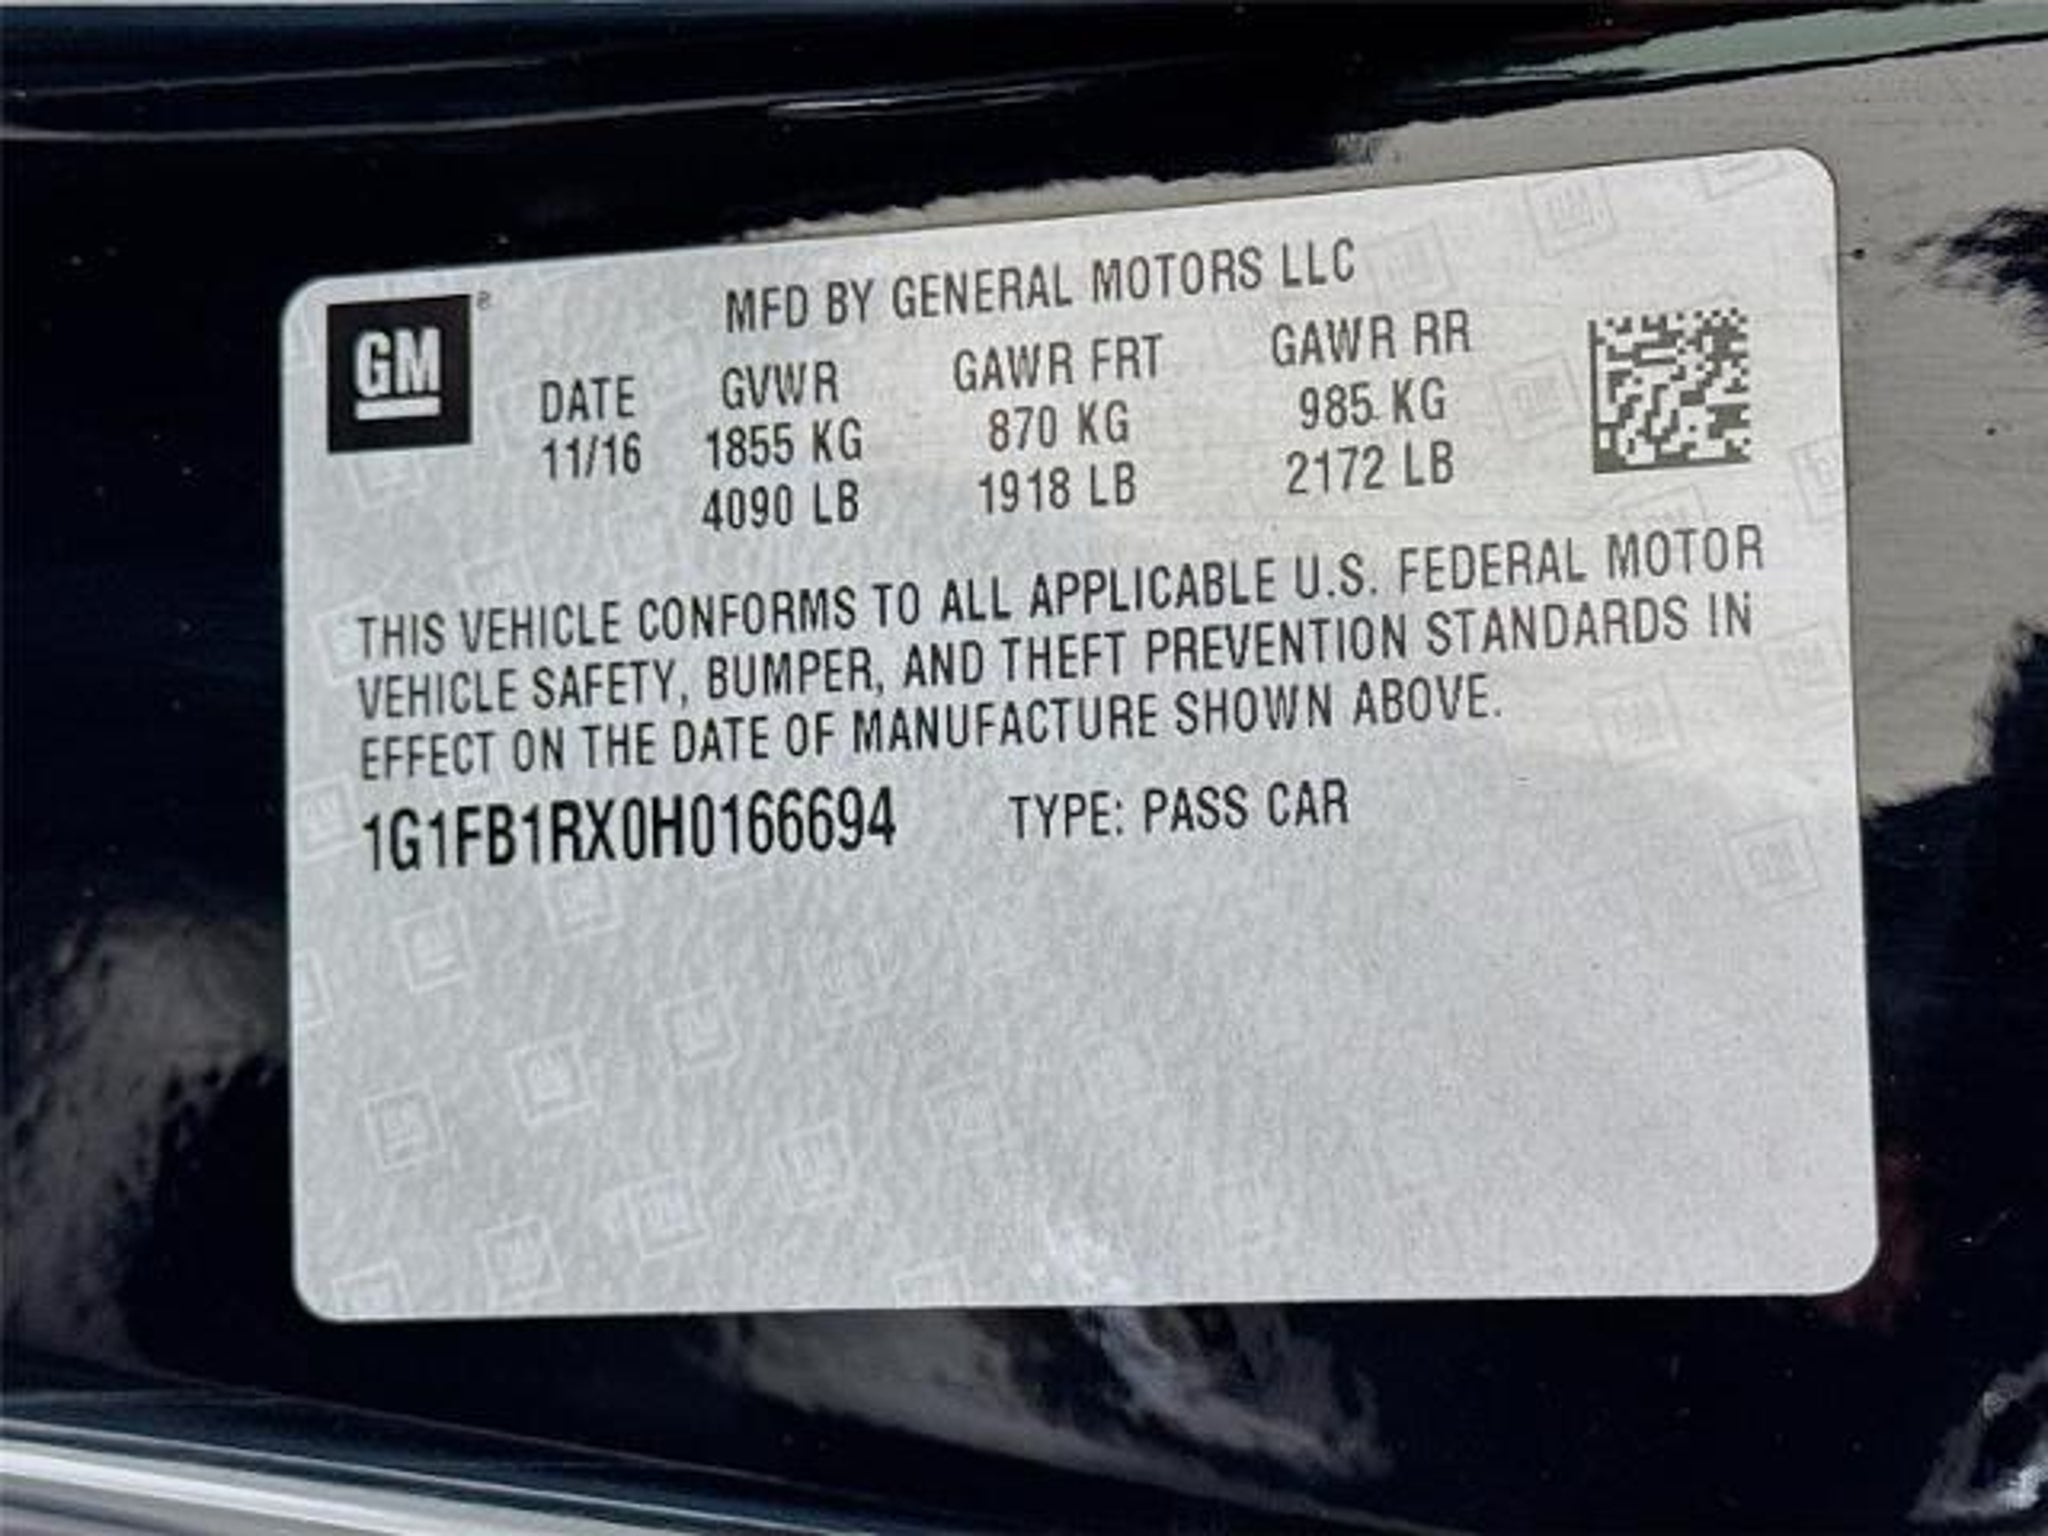 GM
MFD BY GENERAL MOTORS LLC
DATE GVWR GAWR FRT GAWR RR
11/16 1855 KG 870 KG 985 KG
4090 LB 1918 LB 2172 LB
THIS VEHICLE CONFORMS TO ALL APPLICABLE U.S. FEDERAL MOTOR
VEHICLE SAFETY, BUMPER, AND THEFT PREVENTION STANDARDS IN
EFFECT ON THE DATE OF MANUFACTURE SHOWN ABOVE.
1G1FB1RX0H0166694 TYPE: PASS CAR